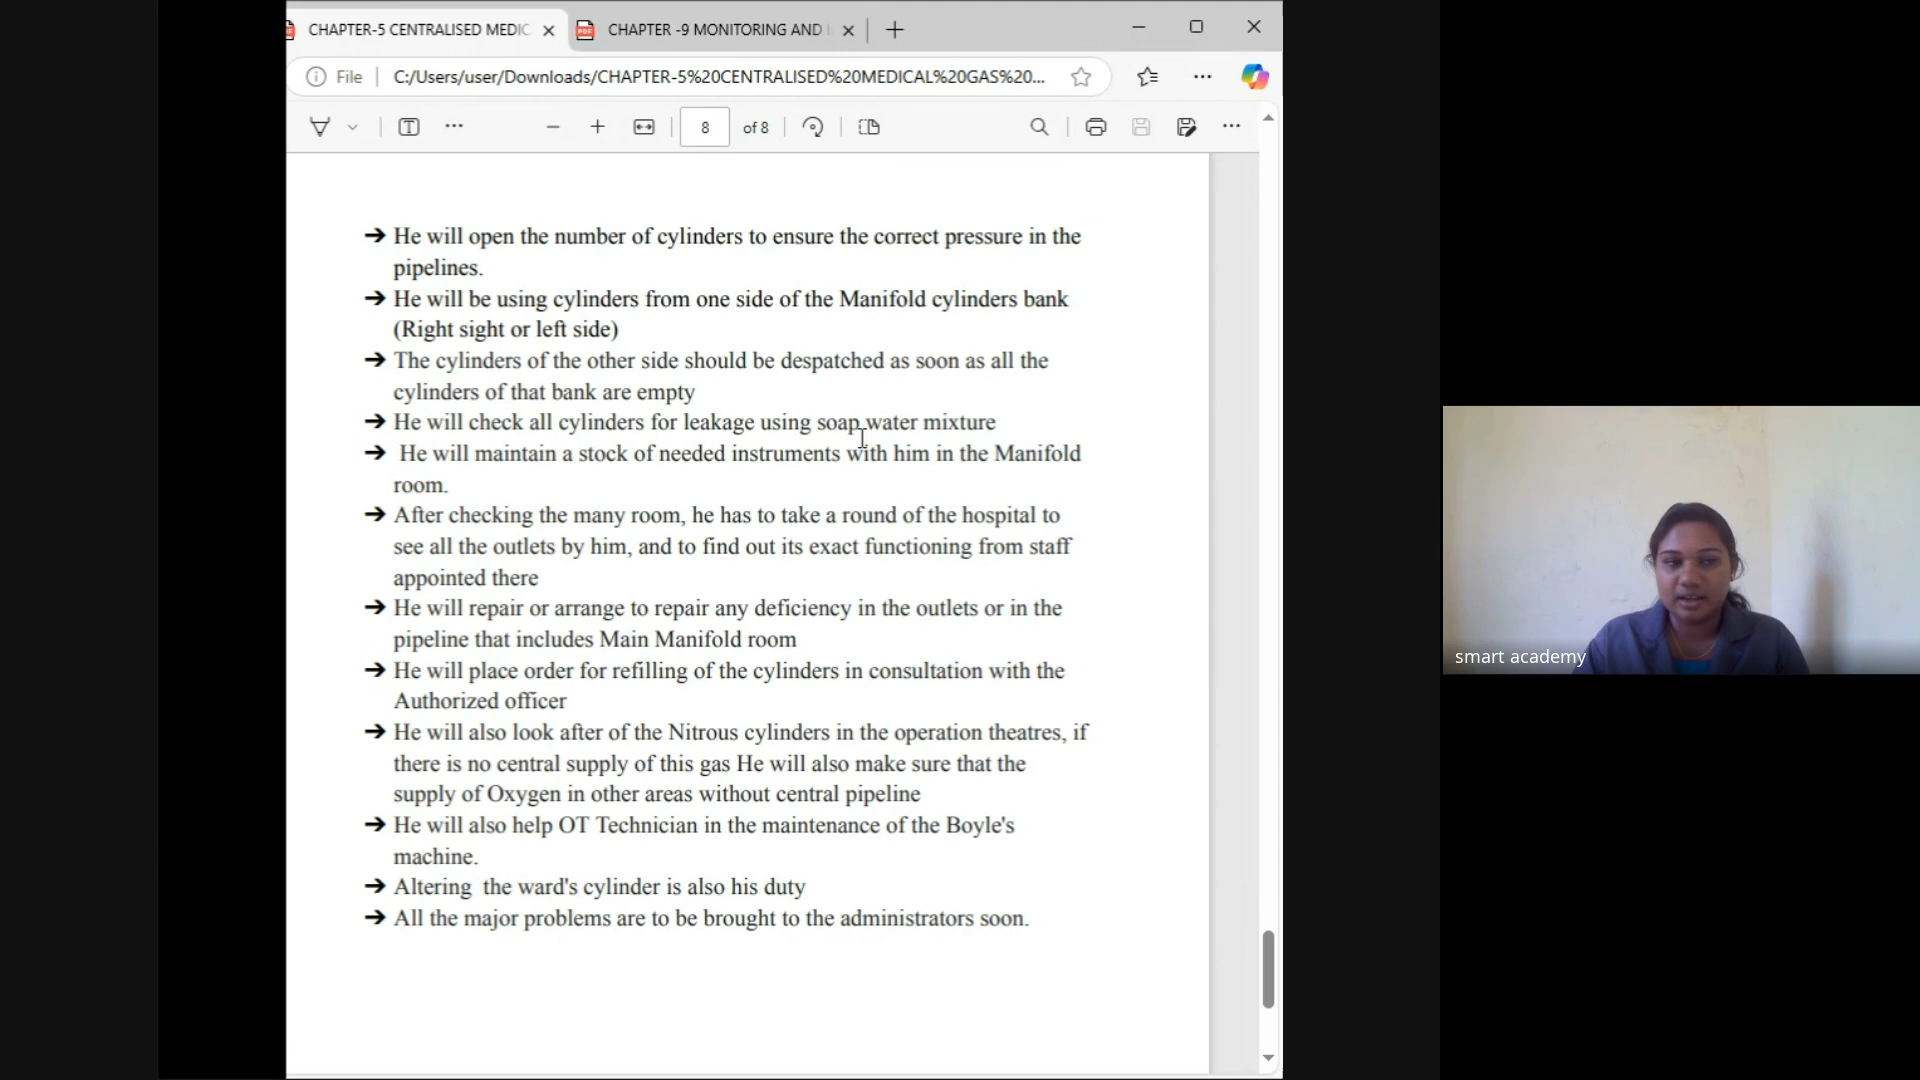 CHAPTER-5 CENTRALISED MEDIC
CHAPTER -9 MONITORING AND
File
C:/Users/user/Downloads/CHAPTER-5%20CENTRALISED%20MEDICAL%20GAS%20...
8 of 8
➔ He will open the number of cylinders to ensure the correct pressure in the
pipelines.
➔ He will be using cylinders from one side of the Manifold cylinders bank
(Right sight or left side)
➔ The cylinders of the other side should be despatched as soon as all the
cylinders of that bank are empty
➔ He will check all cylinders for leakage using soap water mixture
➔ He will maintain a stock of needed instruments with him in the Manifold
room.
➔ After checking the many room, he has to take a round of the hospital to
see all the outlets by him, and to find out its exact functioning from staff
appointed there
➔ He will repair or arrange to repair any deficiency in the outlets or in the
pipeline that includes Main Manifold room
➔ He will place order for refilling of the cylinders in consultation with the
Authorized officer
➔ He will also look after of the Nitrous cylinders in the operation theatres, if
there is no central supply of this gas He will also make sure that the
supply of Oxygen in other areas without central pipeline
➔ He will also help OT Technician in the maintenance of the Boyle's
machine.
➔ Altering the ward's cylinder is also his duty
➔ All the major problems are to be brought to the administrators soon.
smart academy